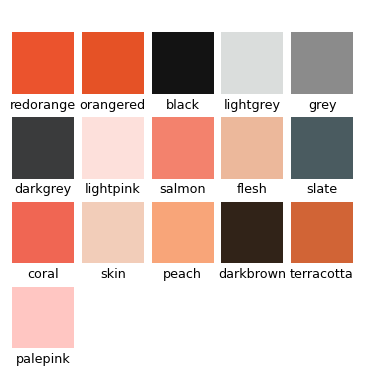 redorange orangered black lightgrey grey
darkgrey lightpink salmon flesh slate
coral skin peach darkbrown terracotta
palepink